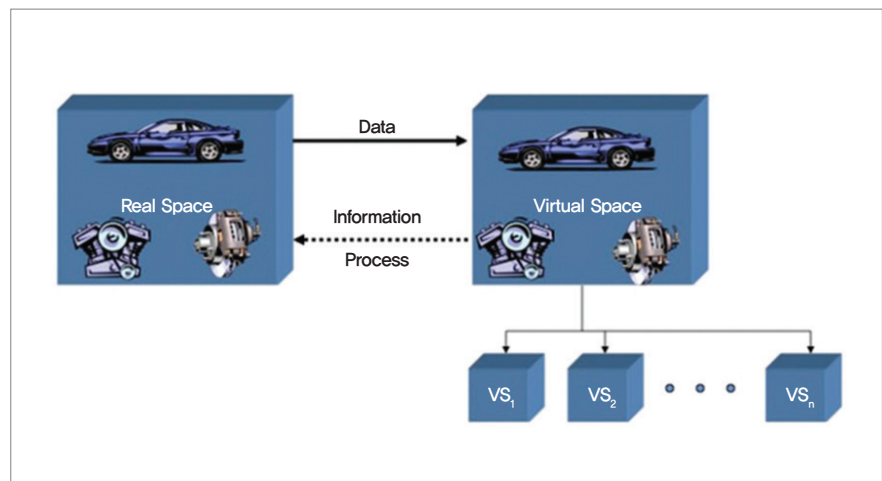 Data
Real Space
Virtual Space
Information
Process
VS₁
VS₂
VSₙ